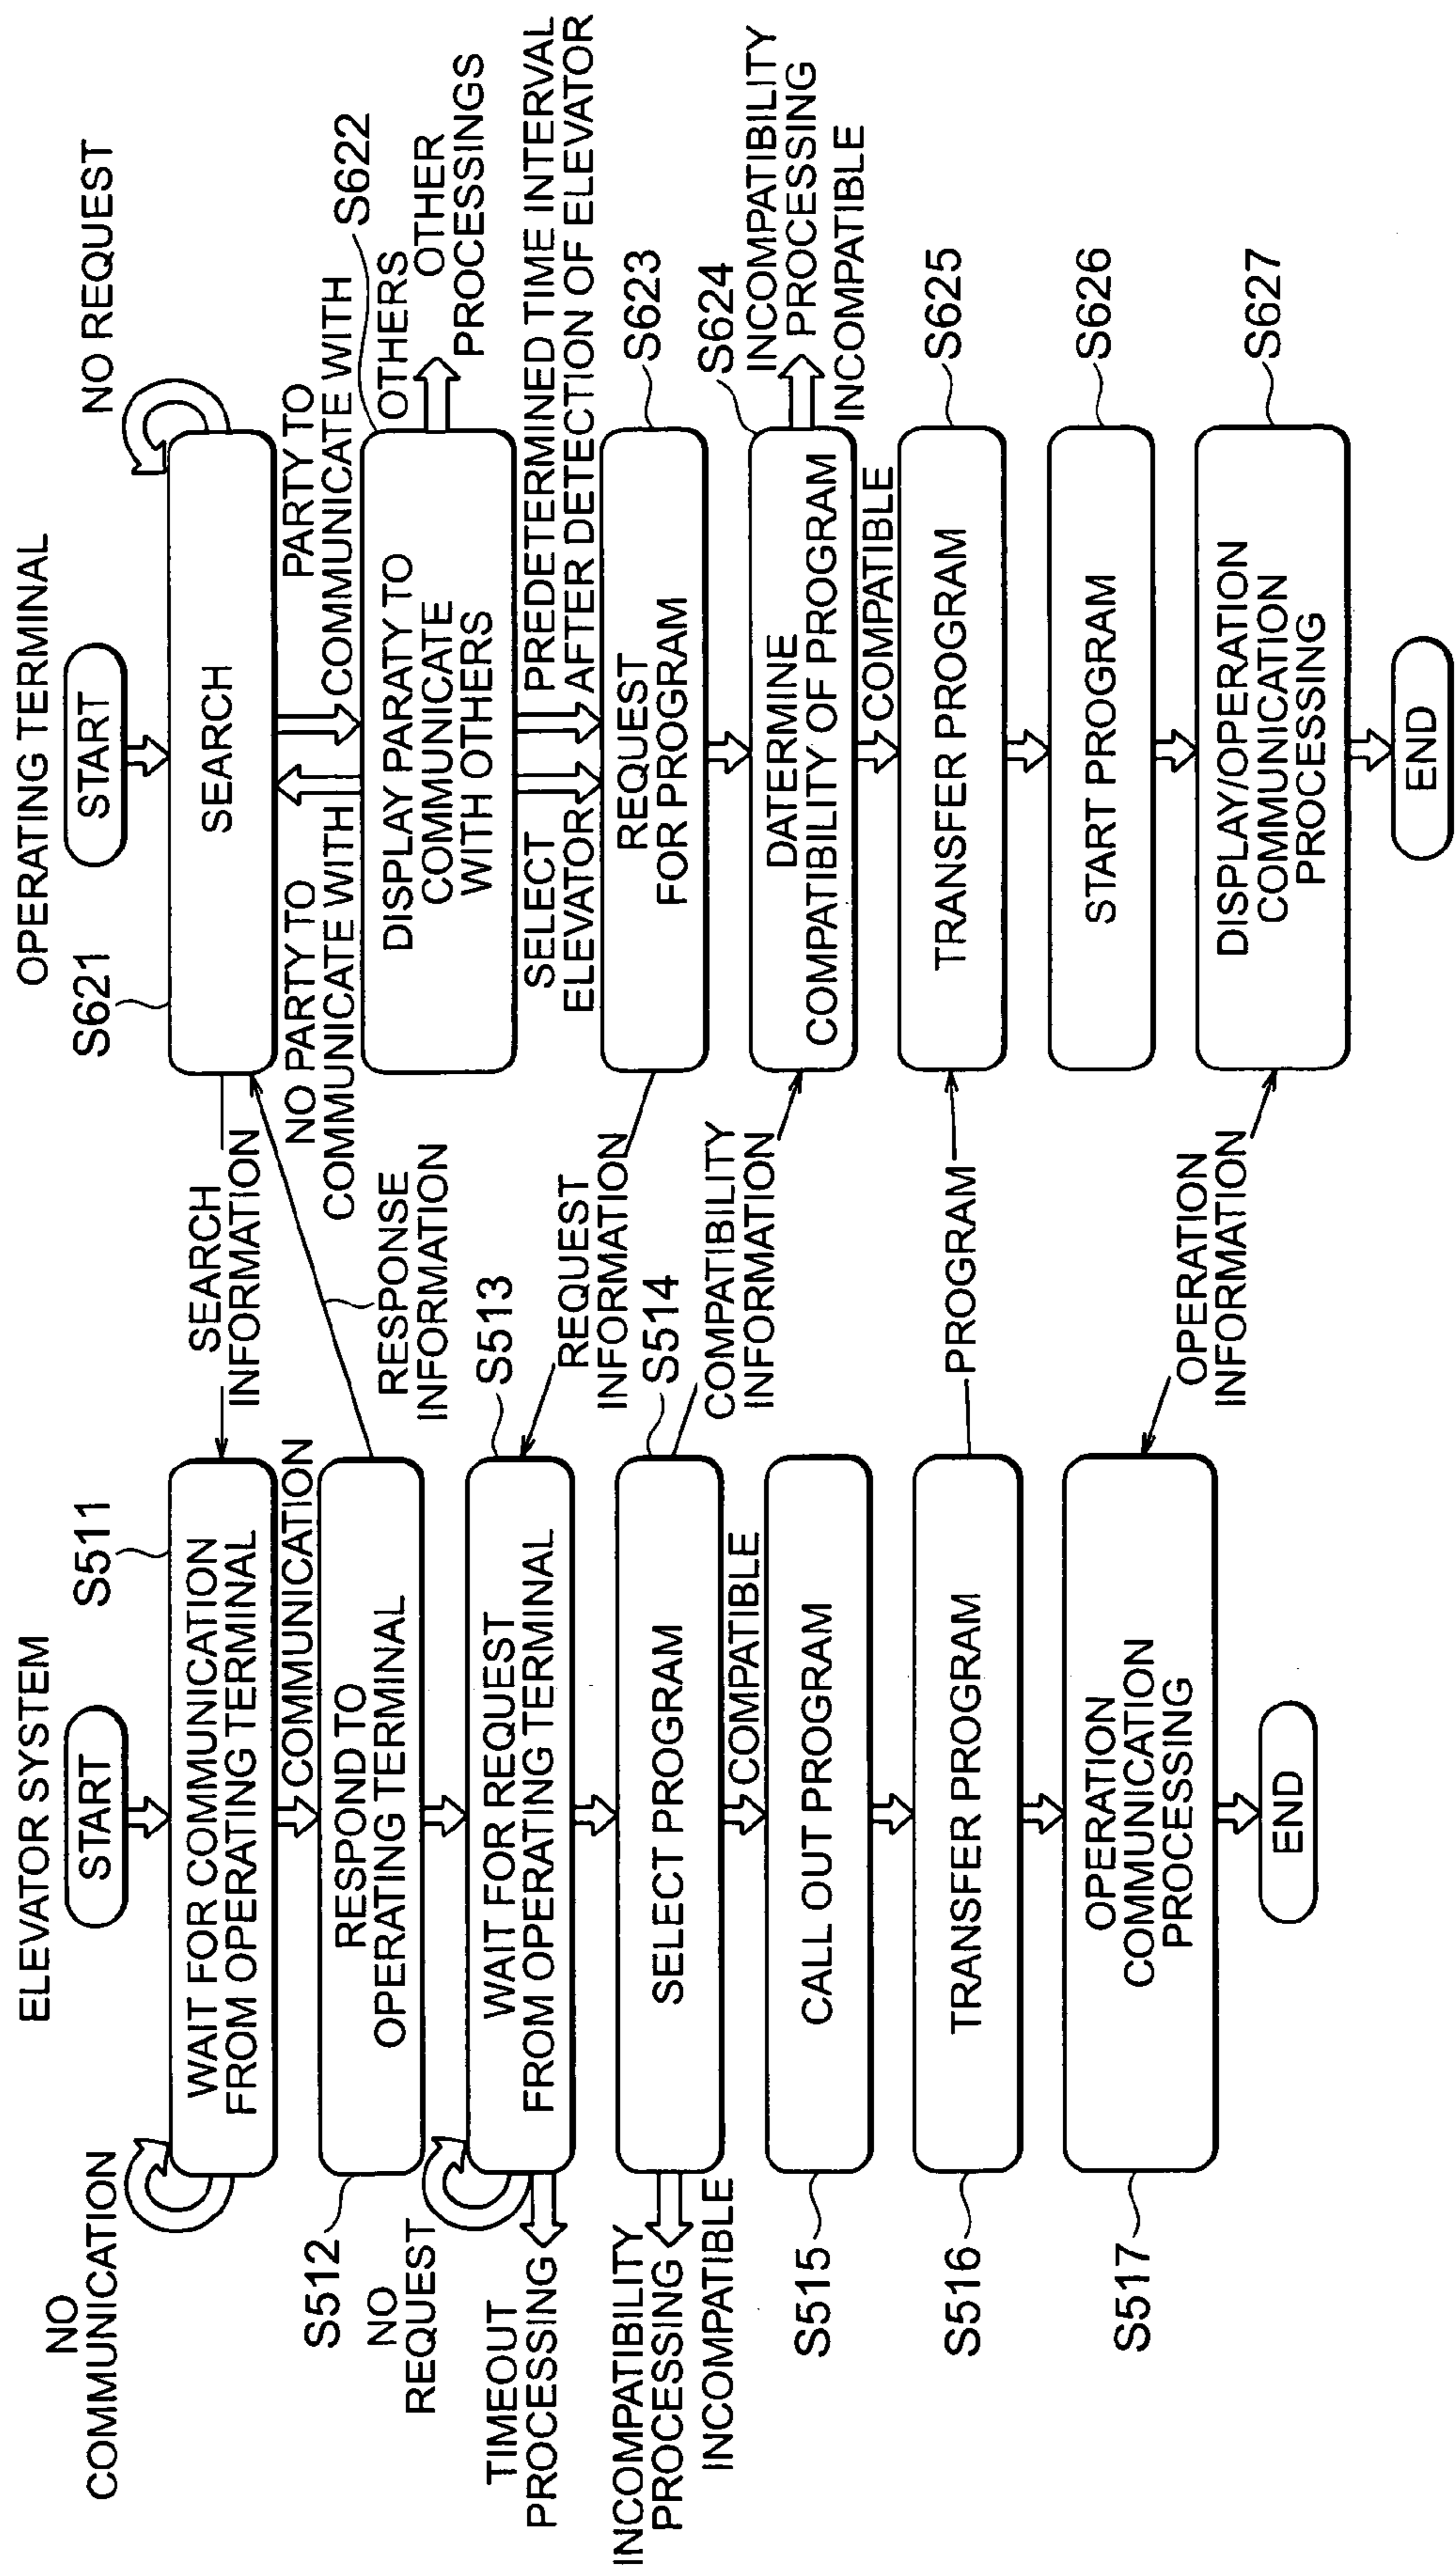 ELEVATOR SYSTEM
START
NO
COMMUNICATION
S511
WAIT FOR COMMUNICATION
FROM OPERATING TERMINAL
COMMUNICATION
S512
RESPOND TO
OPERATING TERMINAL
NO
REQUEST
S513
WAIT FOR REQUEST
FROM OPERATING TERMINAL
TIMEOUT
PROCESSING
S514
SELECT PROGRAM
INCOMPATIBILITY
PROCESSING
INCOMPATIBLE
COMPATIBLE
S515
CALL OUT PROGRAM
S516
TRANSFER PROGRAM
S517
OPERATION
COMMUNICATION
PROCESSING
END
SEARCH
INFORMATION
RESPONSE
INFORMATION
REQUEST
INFORMATION
COMPATIBILITY
INFORMATION
PROGRAM
OPERATION
INFORMATION
OPERATING TERMINAL
START
S621
NO REQUEST
SEARCH
NO PARTY TO
COMMUNICATE WITH
PARTY TO
COMMUNICATE WITH
OTHERS
S622
DISPLAY PARATY TO
COMMUNICATE
WITH OTHERS
OTHER
PROCESSINGS
SELECT
ELEVATOR
PREDETERMINED TIME INTERVAL
AFTER DETECTION OF ELEVATOR
S623
REQUEST
FOR PROGRAM
S624
DATERMINE
COMPATIBILITY OF PROGRAM
INCOMPATIBILITY
PROCESSING
INCOMPATIBLE
COMPATIBLE
S625
TRANSFER PROGRAM
S626
START PROGRAM
S627
DISPLAY/OPERATION
COMMUNICATION
PROCESSING
END